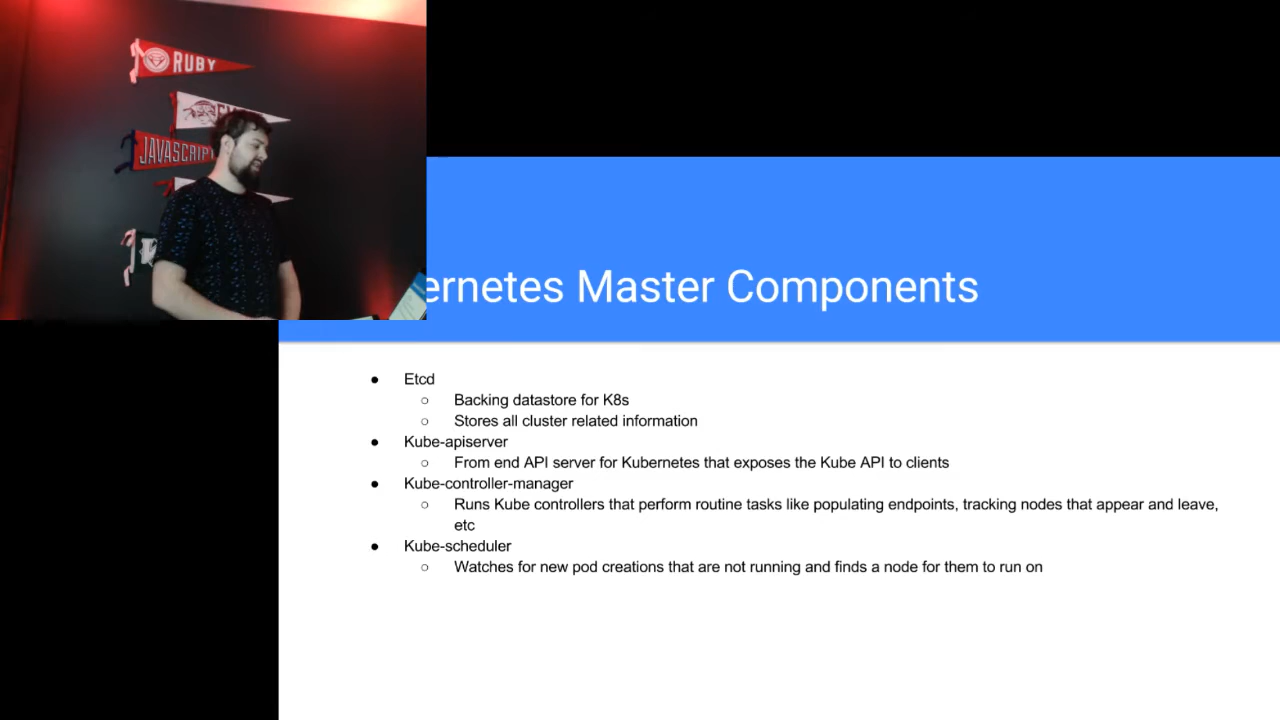 RUBY
JAVASCRIPT
ernetes Master Components
● Etcd
○ Backing datastore for K8s
○ Stores all cluster related information
● Kube-apiserver
○ From end API server for Kubernetes that exposes the Kube API to clients
● Kube-controller-manager
○ Runs Kube controllers that perform routine tasks like populating endpoints, tracking nodes that appear and leave,
etc
● Kube-scheduler
○ Watches for new pod creations that are not running and finds a node for them to run on